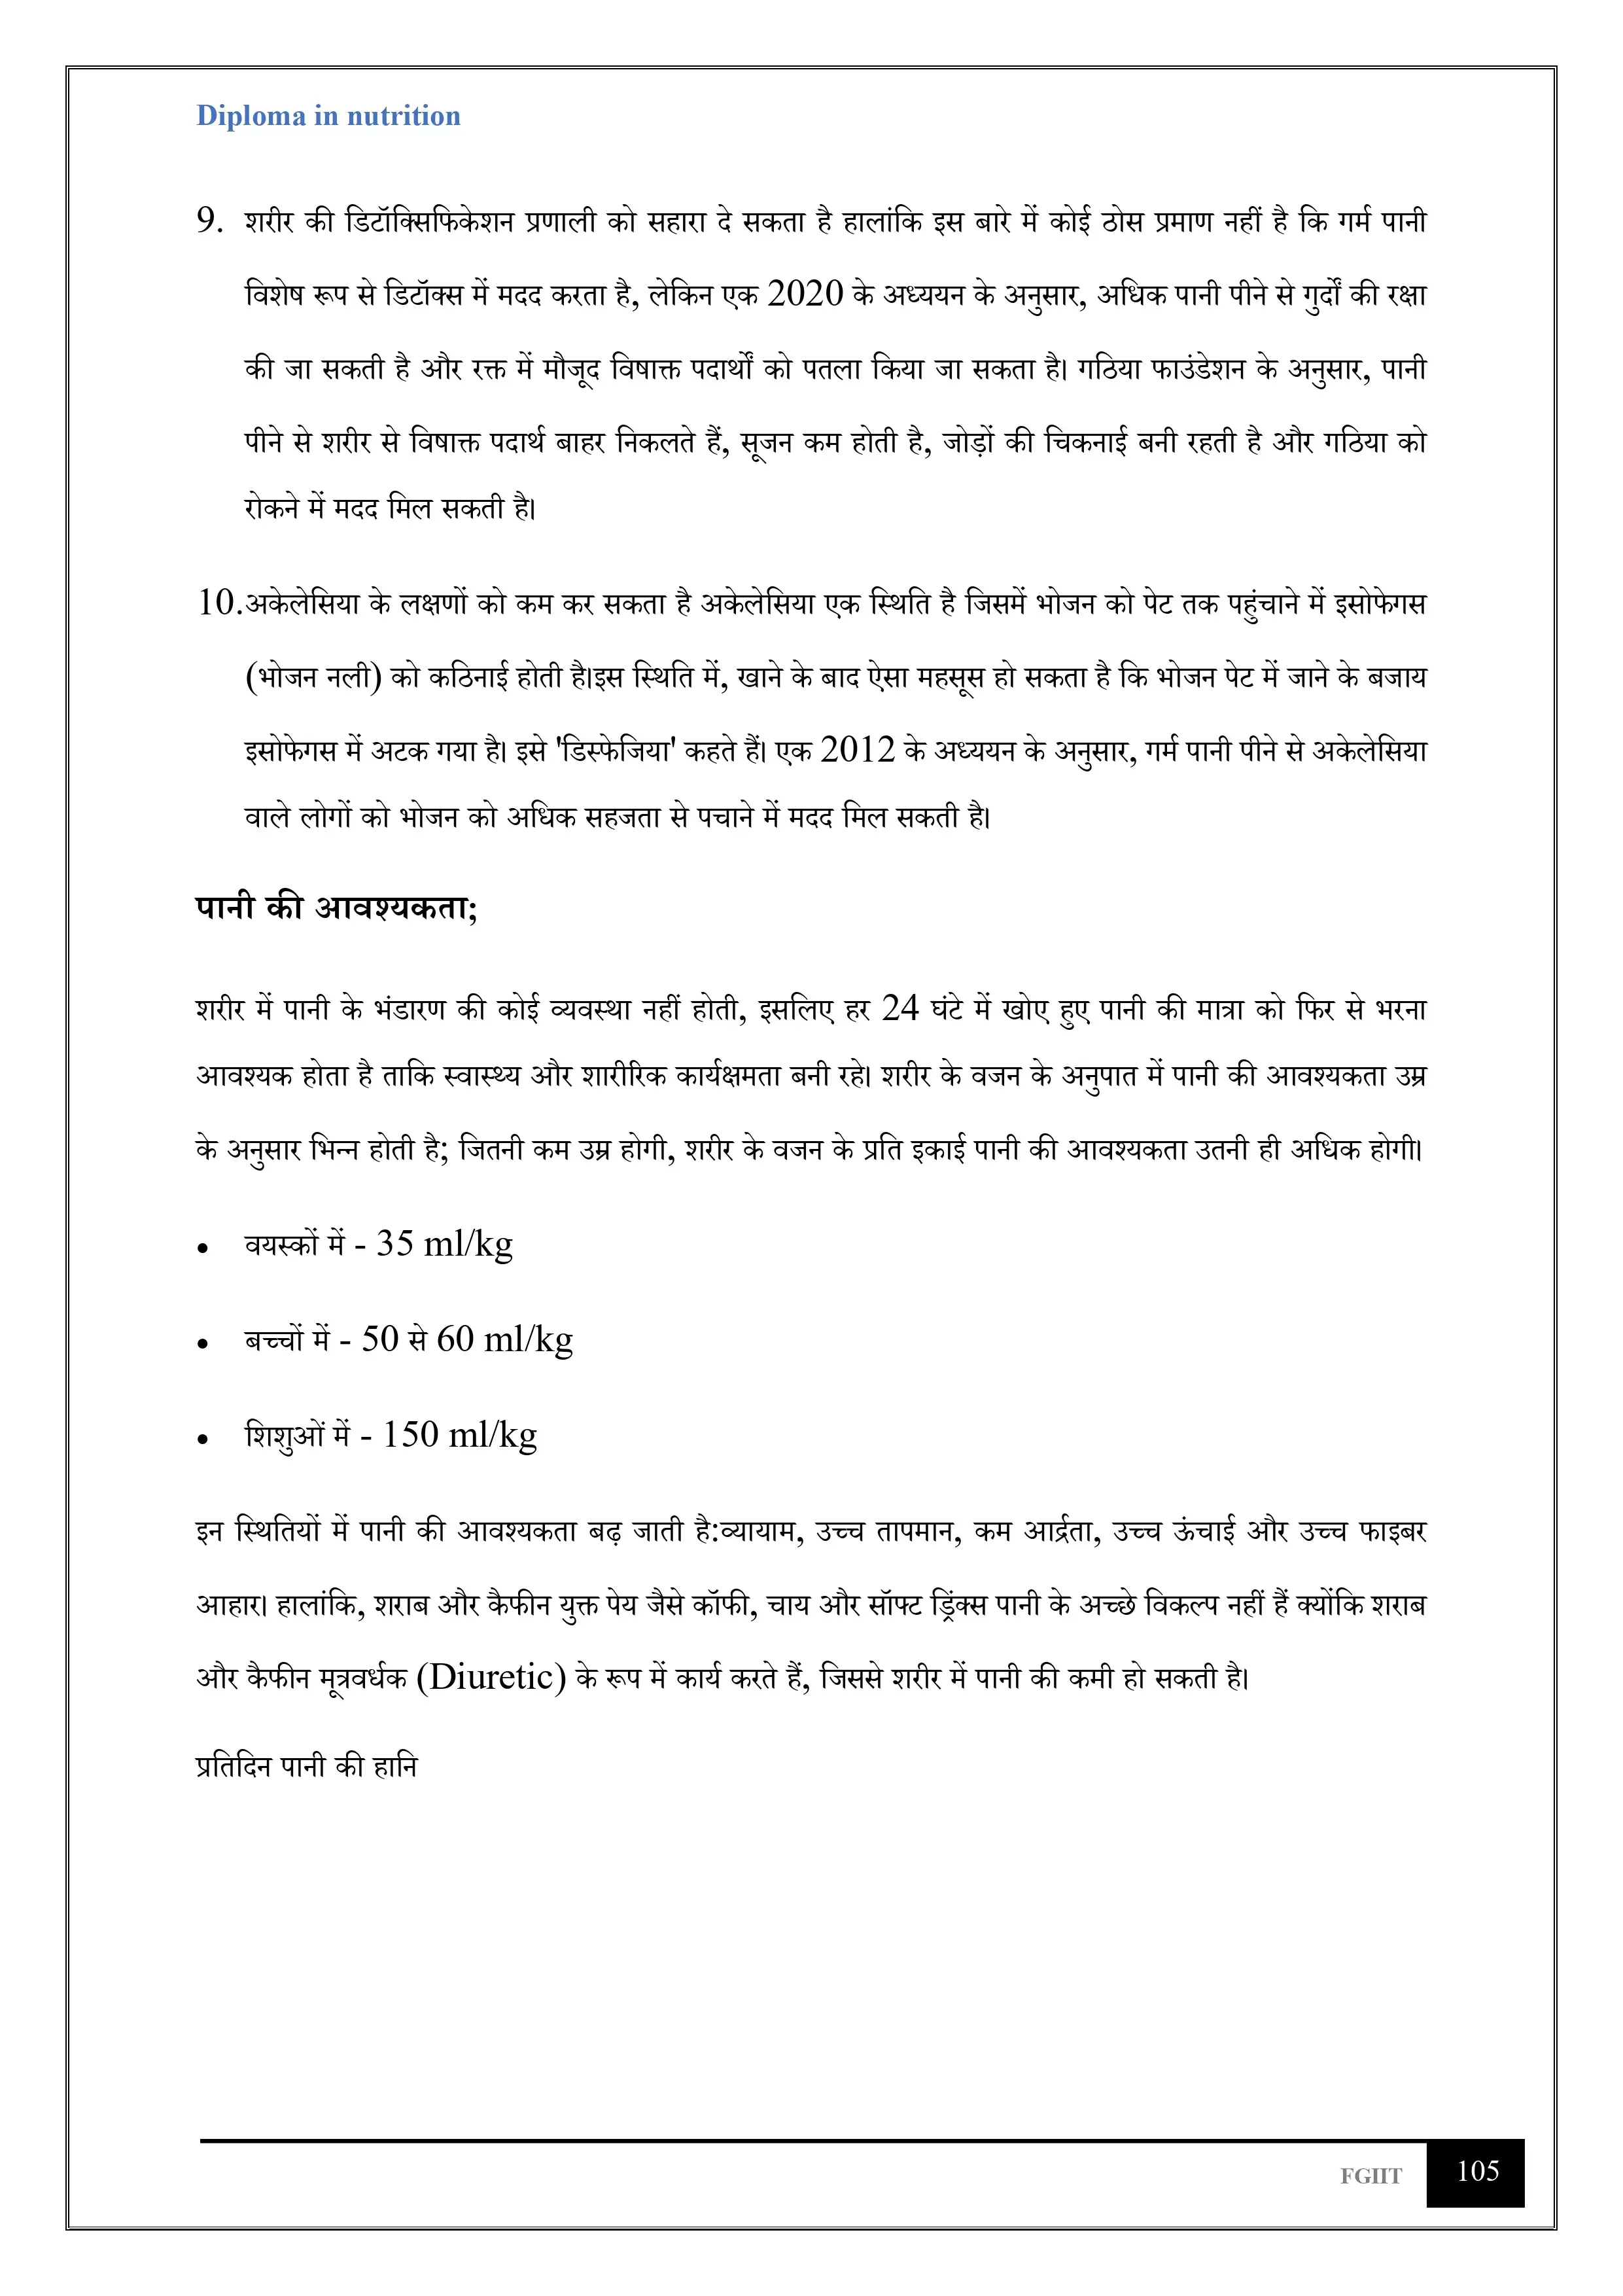 Diploma in nutrition
9. शरीर की डिटॉक्सिफिकेशन प्रणाली को सहारा दे सकता है हालांकि इस बारे में कोई ठोस प्रमाण नहीं है कि गर्म पानी
विशेष रूप से डिटॉक्स में मदद करता है, लेकिन एक 2020 के अध्ययन के अनुसार, अधिक पानी पीने से गुर्दों की रक्षा
की जा सकती है और रक्त में मौजूद विषाक्त पदार्थों को पतला किया जा सकता है। गठिया फाउंडेशन के अनुसार, पानी
पीने से शरीर से विषाक्त पदार्थ बाहर निकलते हैं, सूजन कम होती है, जोड़ों की चिकनाई बनी रहती है और गठिया को
रोकने में मदद मिल सकती है।
10.अकेलेसिया के लक्षणों को कम कर सकता है अकेलेसिया एक स्थिति है जिसमें भोजन को पेट तक पहुंचाने में इसोफेगस
(भोजन नली) को कठिनाई होती है।इस स्थिति में, खाने के बाद ऐसा महसूस हो सकता है कि भोजन पेट में जाने के बजाय
इसोफेगस में अटक गया है। इसे 'डिस्फेजिया' कहते हैं। एक 2012 के अध्ययन के अनुसार, गर्म पानी पीने से अकेलेसिया
वाले लोगों को भोजन को अधिक सहजता से पचाने में मदद मिल सकती है।
पानी की आवश्यकता;
शरीर में पानी के भंडारण की कोई व्यवस्था नहीं होती, इसलिए हर 24 घंटे में खोए हुए पानी की मात्रा को फिर से भरना
आवश्यक होता है ताकि स्वास्थ्य और शारीरिक कार्यक्षमता बनी रहे। शरीर के वजन के अनुपात में पानी की आवश्यकता उम्र
के अनुसार भिन्न होती है; जितनी कम उम्र होगी, शरीर के वजन के प्रति इकाई पानी की आवश्यकता उतनी ही अधिक होगी।
• वयस्कों में - 35 ml/kg
• बच्चों में - 50 से 60 ml/kg
• शिशुओं में - 150 ml/kg
इन स्थितियों में पानी की आवश्यकता बढ़ जाती है:व्यायाम, उच्च तापमान, कम आर्द्रता, उच्च ऊंचाई और उच्च फाइबर
आहार। हालांकि, शराब और कैफीन युक्त पेय जैसे कॉफी, चाय और सॉफ्ट ड्रिंक्स पानी के अच्छे विकल्प नहीं हैं क्योंकि शराब
और कैफीन मूत्रवर्धक (Diuretic) के रूप में कार्य करते हैं, जिससे शरीर में पानी की कमी हो सकती है।
प्रतिदिन पानी की हानि
FGIIT 105